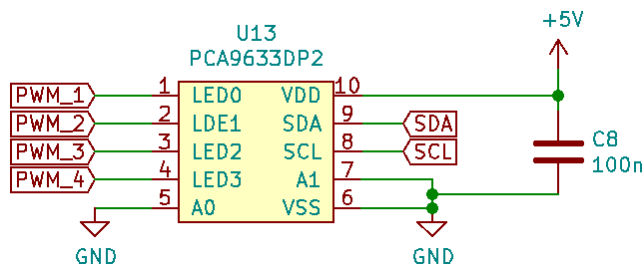 U13
PCA9633DP2
+5V
PWM_1 1 LED0 VDD 10
PWM_2 2 LDE1 SDA 9 SDA
PWM_3 3 LED2 SCL 8 SCL
PWM_4 4 LED3 A1 7
5 A0 VSS 6
C8
100n
GND
GND